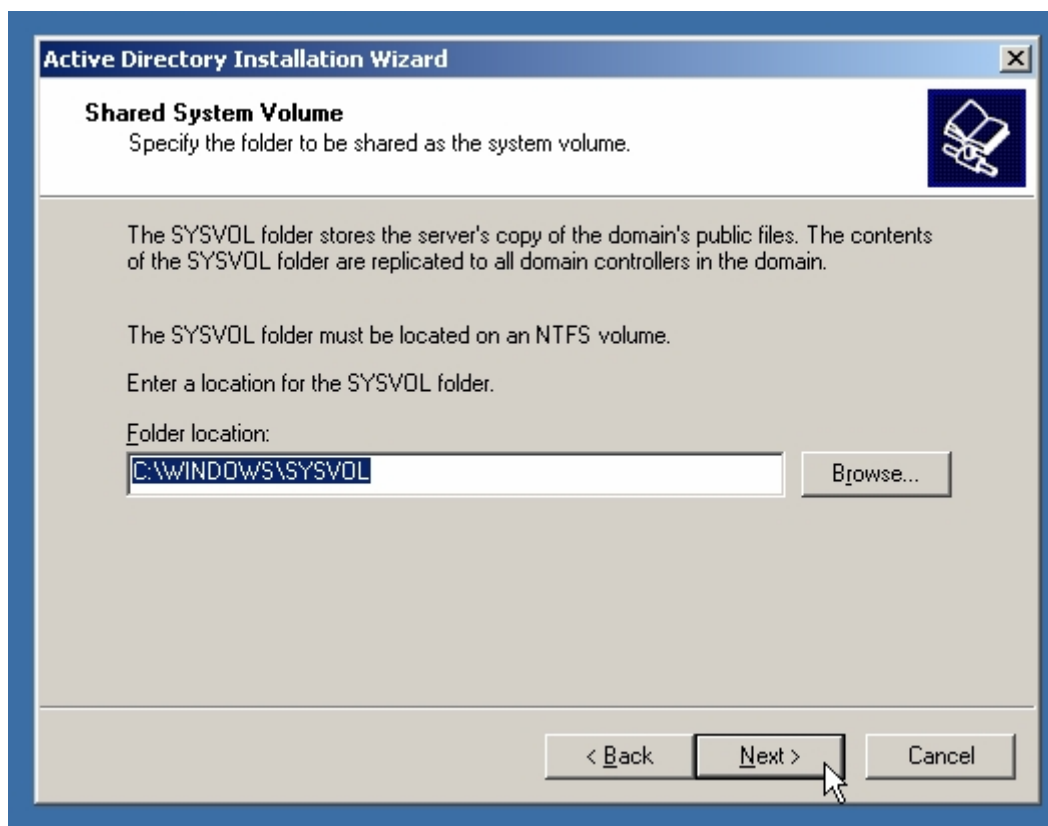 Active Directory Installation Wizard
Shared System Volume
Specify the folder to be shared as the system volume.
The SYSVOL folder stores the server's copy of the domain's public files. The contents
of the SYSVOL folder are replicated to all domain controllers in the domain.
The SYSVOL folder must be located on an NTFS volume.
Enter a location for the SYSVOL folder.
Folder location:
C:\WINDOWS\SYSVOL
Browse...
< Back
Next >
Cancel